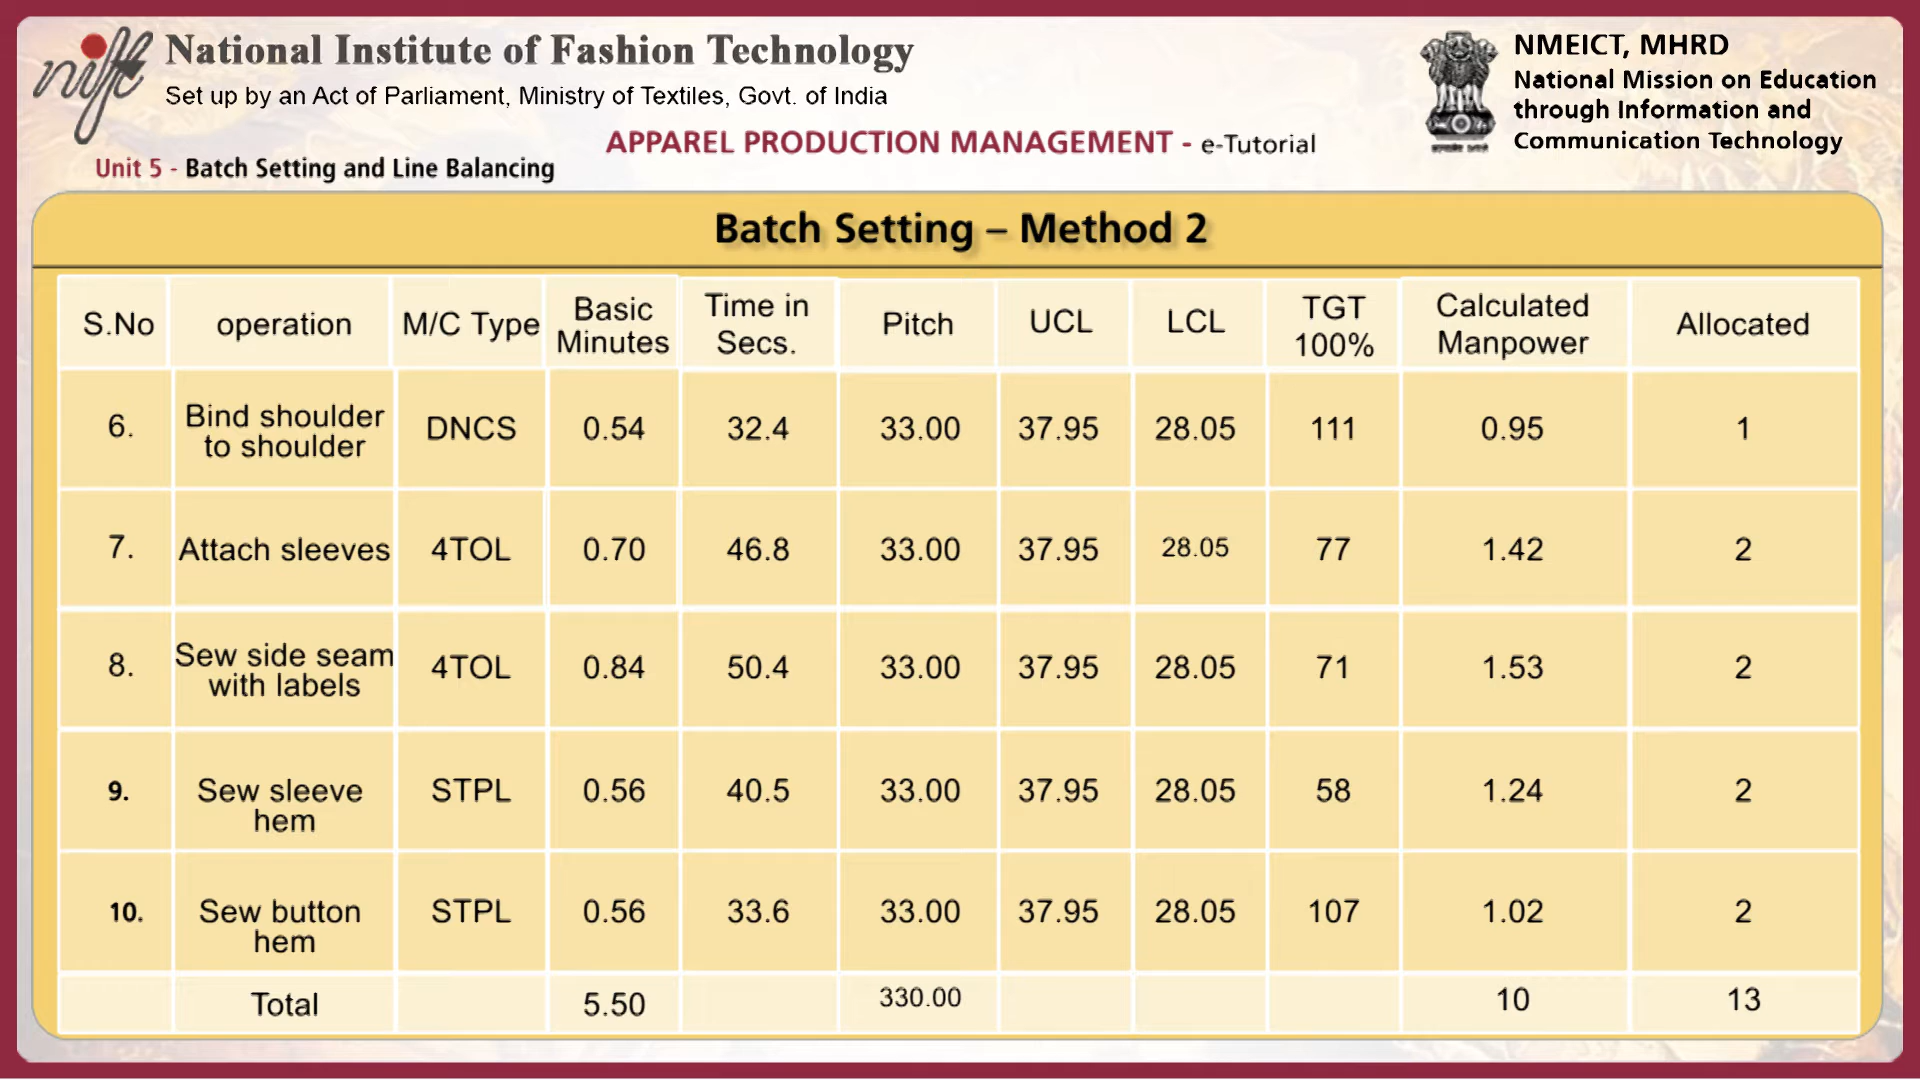 nift
National Institute of Fashion Technology
Set up by an Act of Parliament, Ministry of Textiles, Govt. of India
NMEICT, MHRD
National Mission on Education
through Information and
Communication Technology
APPAREL PRODUCTION MANAGEMENT - e-Tutorial
Unit 5 - Batch Setting and Line Balancing
Batch Setting – Method 2
S.No operation M/C Type Basic Minutes Time in Secs. Pitch UCL LCL TGT 100% Calculated Manpower Allocated
6. Bind shoulder to shoulder DNCS 0.54 32.4 33.00 37.95 28.05 111 0.95 1
7. Attach sleeves 4TOL 0.70 46.8 33.00 37.95 28.05 77 1.42 2
8. Sew side seam with labels 4TOL 0.84 50.4 33.00 37.95 28.05 71 1.53 2
9. Sew sleeve hem STPL 0.56 40.5 33.00 37.95 28.05 58 1.24 2
10. Sew button hem STPL 0.56 33.6 33.00 37.95 28.05 107 1.02 2
Total 5.50 330.00 10 13